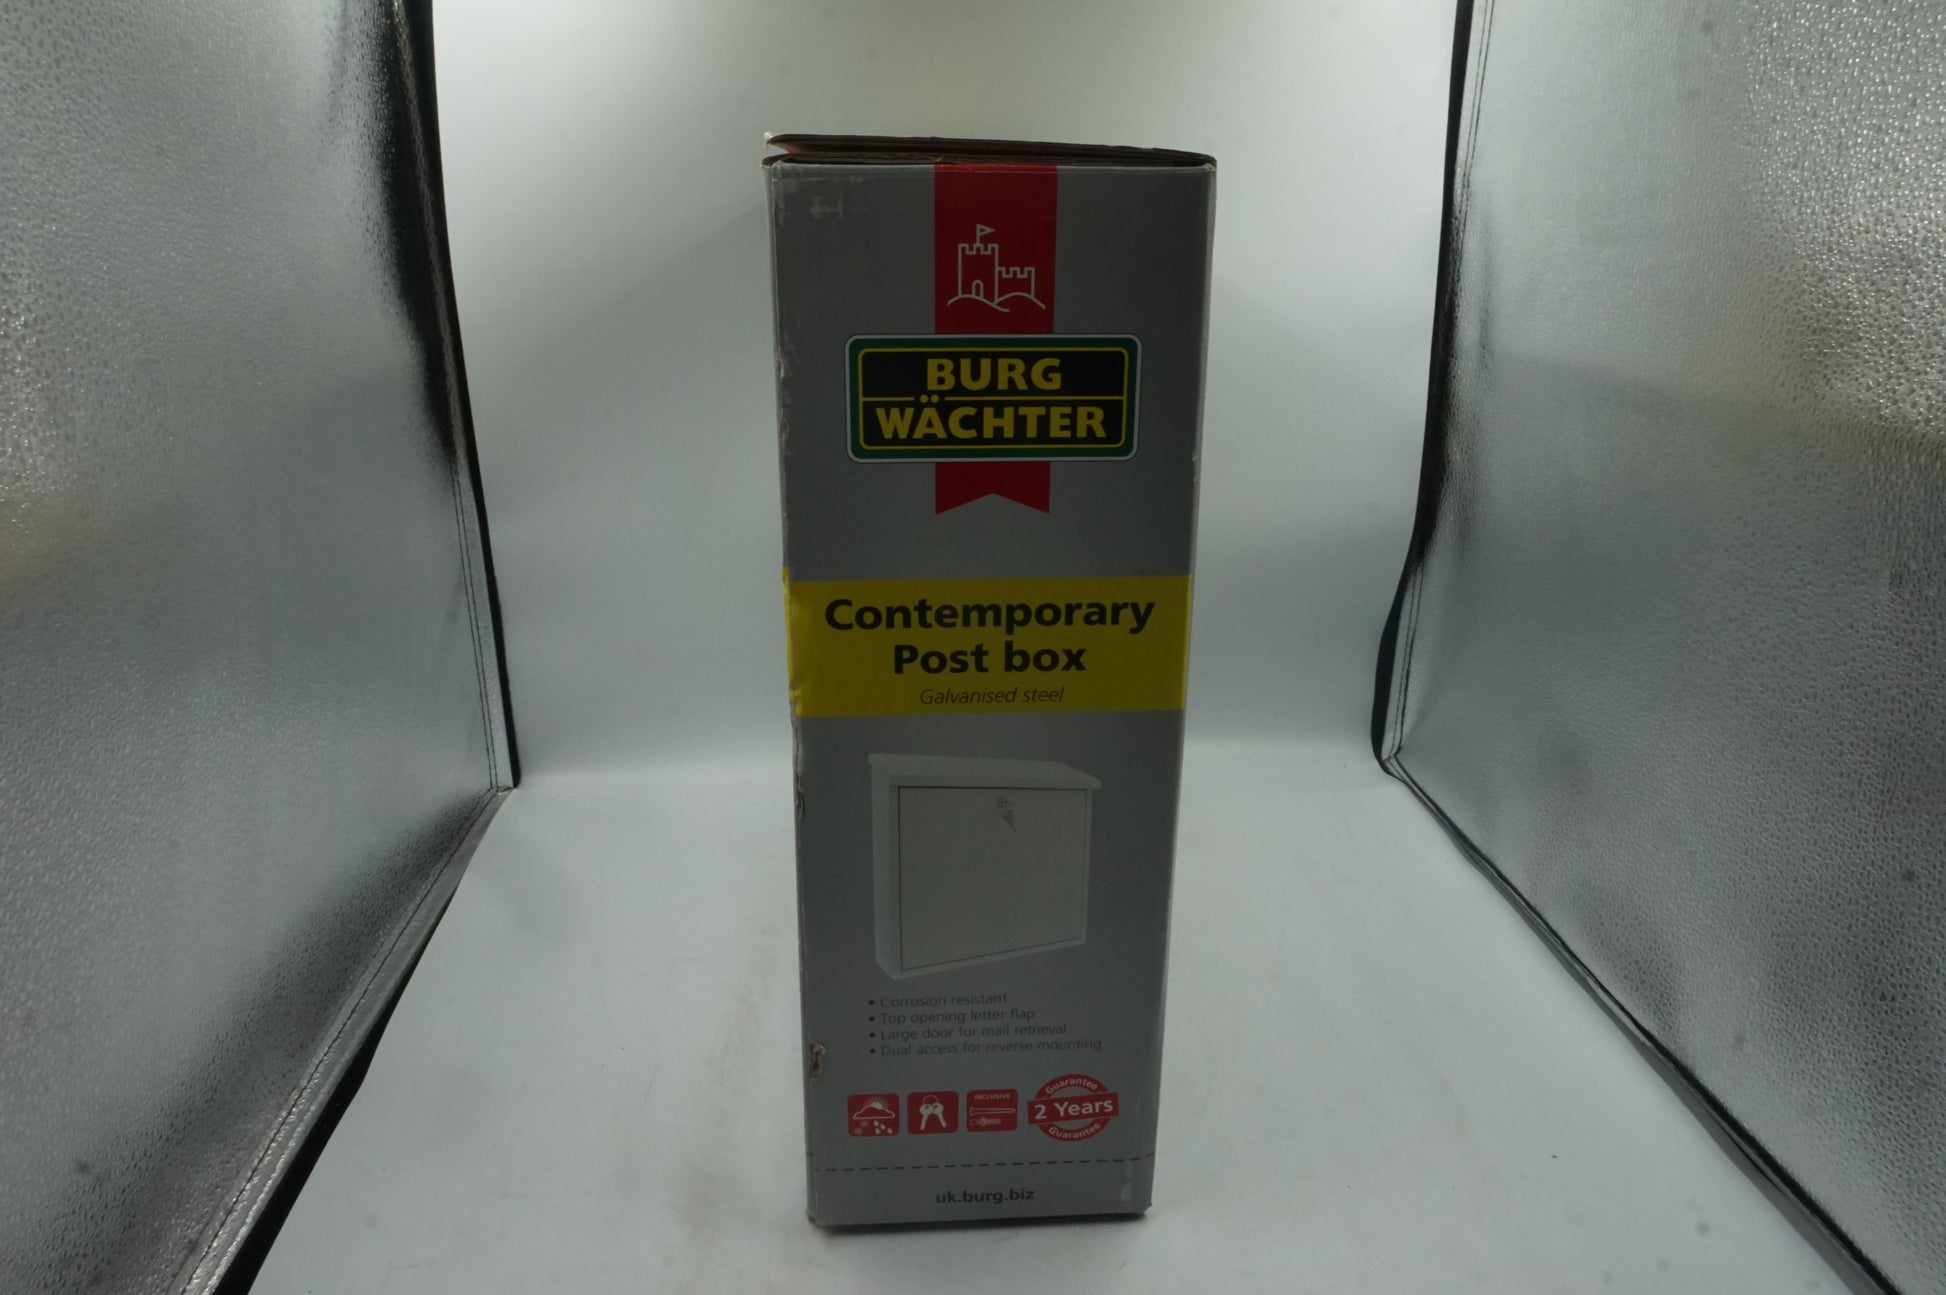 BURG
WÄCHTER
Contemporary
Post box
Galvanised steel
• Corrosion resistant
• Top opening letter flap
• Large door for mail retrieval
• Dual access for reverse mounting
INCLUSIVE
Guarantee
2 Years
Guarantee
uk.burg.biz